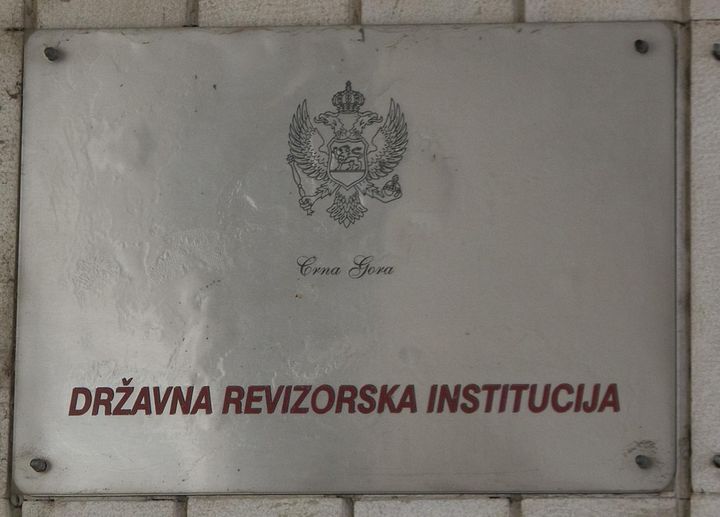 Crna Gora
DRŽAVNA REVIZORSKA INSTITUCIJA